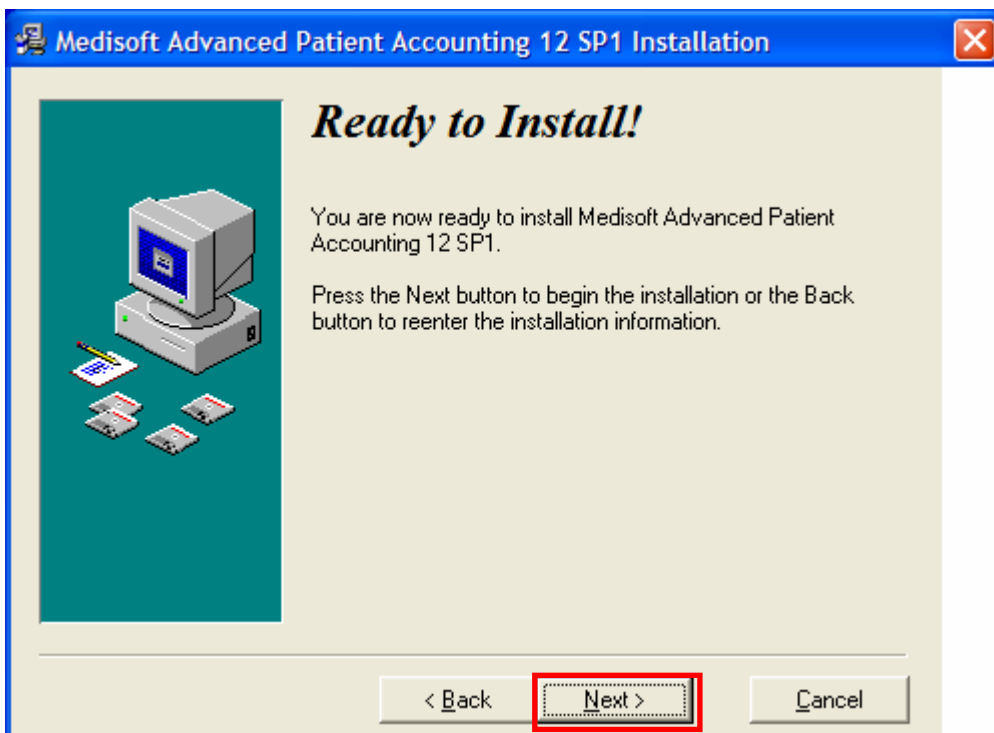 Medisoft Advanced Patient Accounting 12 SP1 Installation
Ready to Install!
You are now ready to install Medisoft Advanced Patient
Accounting 12 SP1.
Press the Next button to begin the installation or the Back
button to reenter the installation information.
< Back Next > Cancel